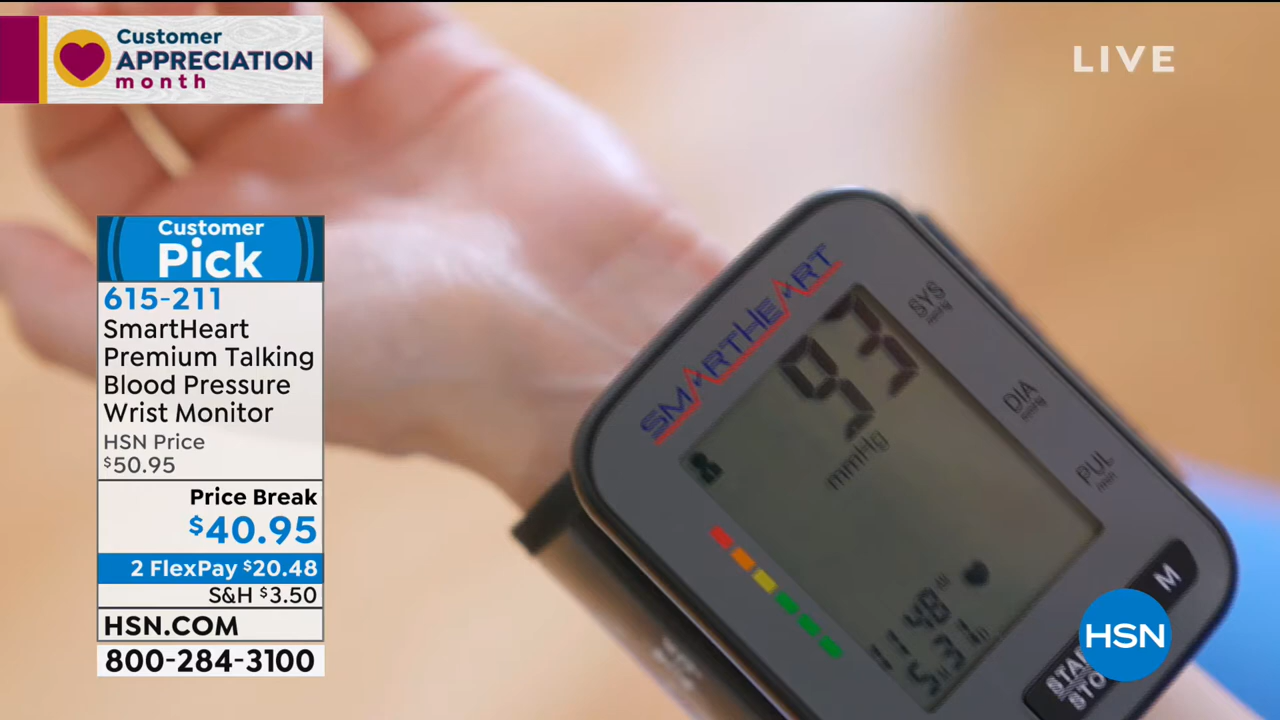 Customer
APPRECIATION
month
LIVE
Customer
Pick
615-211
SmartHeart
Premium Talking
Blood Pressure
Wrist Monitor
HSN Price
$50.95
Price Break
$40.95
2 FlexPay $20.48
S&H $3.50
HSN.COM
800-284-3100
SMARTHEART
93
mmHg
SYS
mmHg
DIA
mmHg
PUL
M
HSN